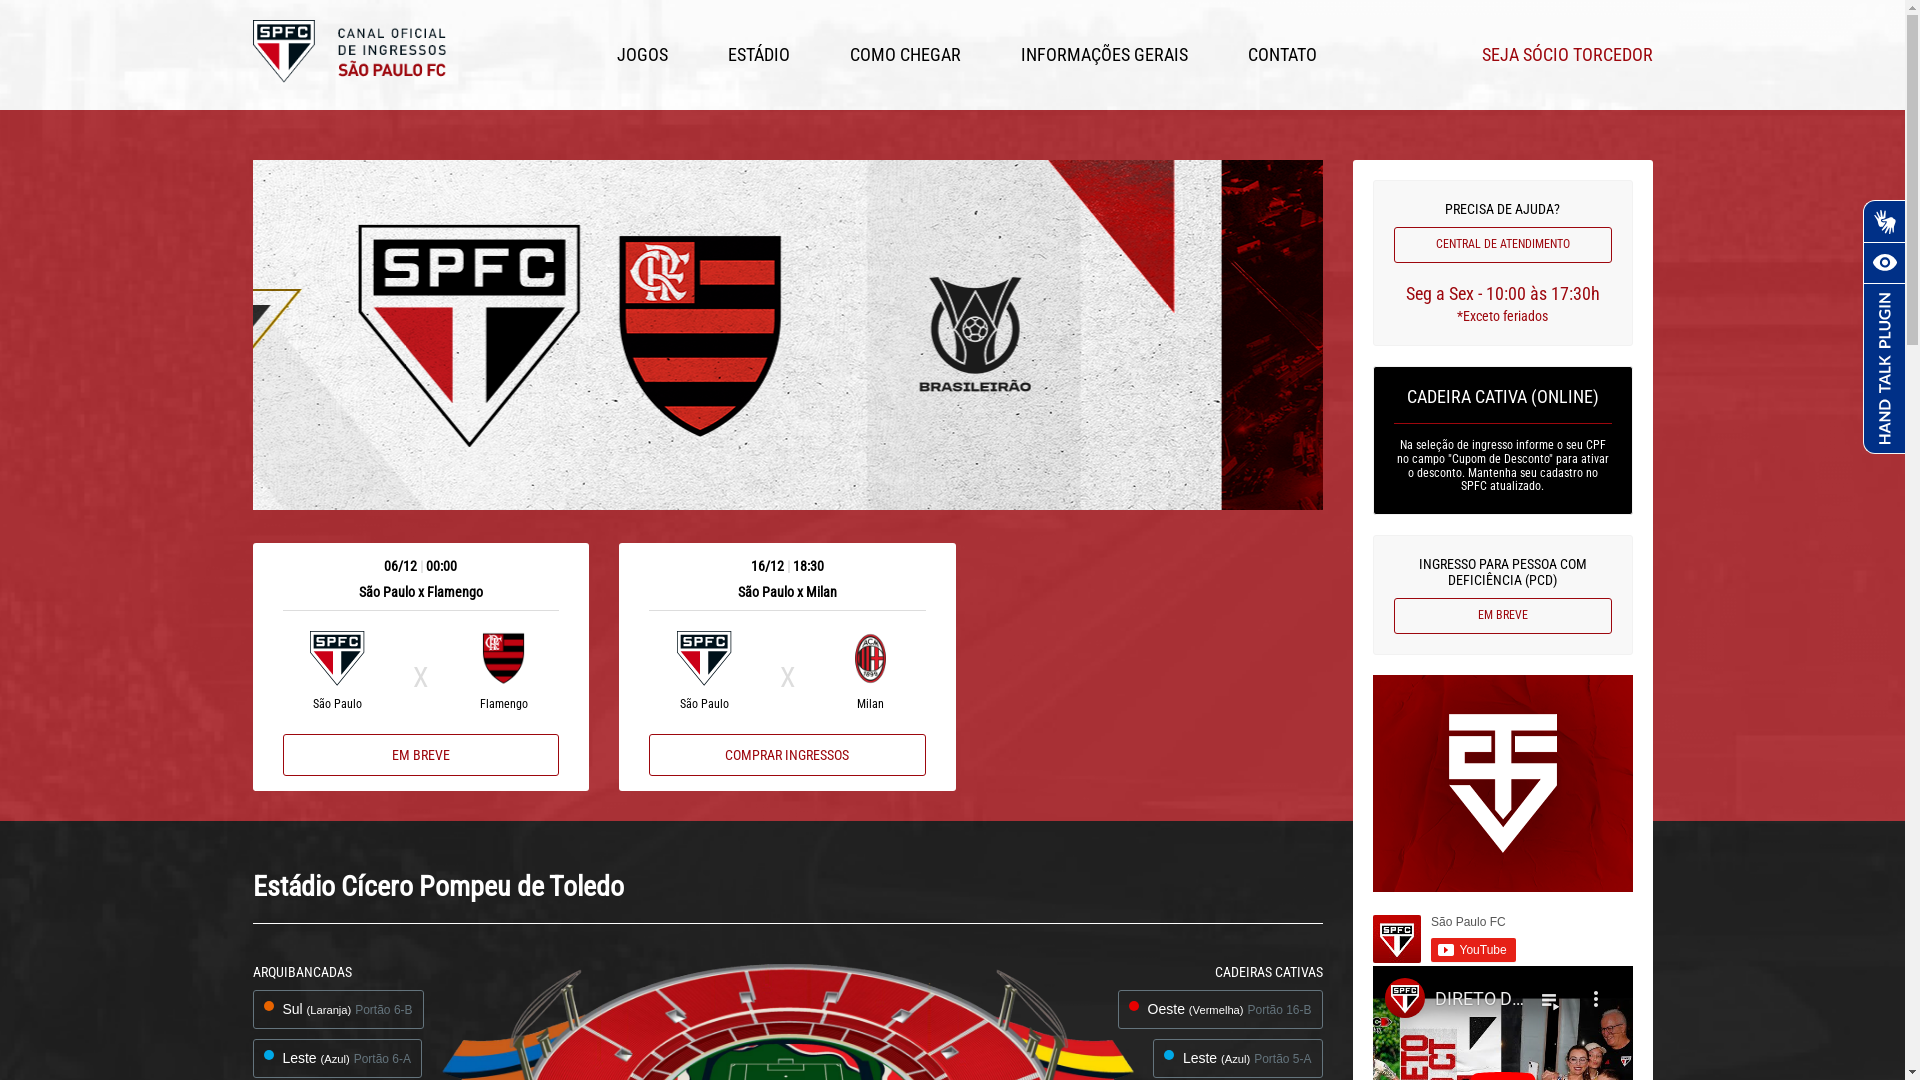 SPFC
CANAL OFICIAL
DE INGRESSOS
SÃO PAULO FC
JOGOS
ESTÁDIO
COMO CHEGAR
INFORMAÇÕES GERAIS
CONTATO
SEJA SÓCIO TORCEDOR
SPFC
BRASILEIRÃO
PRECISA DE AJUDA?
CENTRAL DE ATENDIMENTO
Seg a Sex - 10:00 às 17:30h
*Exceto feriados
CADEIRA CATIVA (ONLINE)
Na seleção de ingresso informe o seu CPF
no campo "Cupom de Desconto" para ativar
o desconto. Mantenha seu cadastro no
SPFC atualizado.
INGRESSO PARA PESSOA COM
DEFICIÊNCIA (PCD)
EM BREVE
HAND TALK PLUGIN
06/12 | 00:00
São Paulo x Flamengo
SPFC
X
São Paulo
Flamengo
EM BREVE
16/12 | 18:30
São Paulo x Milan
SPFC
X
São Paulo
Milan
COMPRAR INGRESSOS
Estádio Cícero Pompeu de Toledo
ARQUIBANCADAS
Sul (Laranja) Portão 6-B
Leste (Azul) Portão 6-A
CADEIRAS CATIVAS
Oeste (Vermelha) Portão 16-B
Leste (Azul) Portão 5-A
SPFC
São Paulo FC
YouTube
SPFC
DIRETO D...